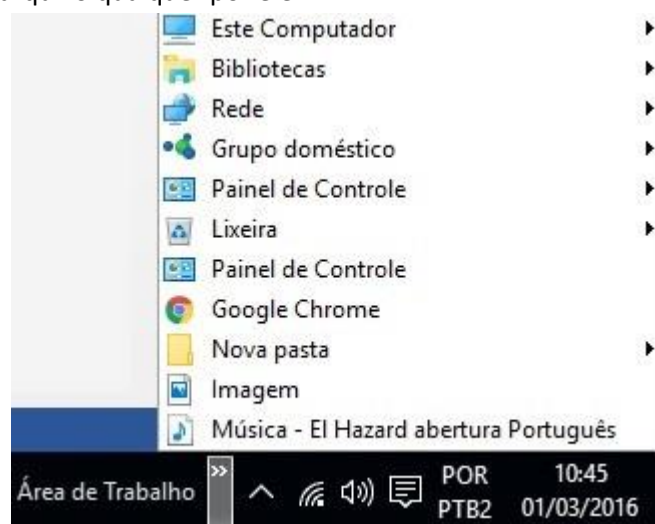 Este Computador
Bibliotecas
Rede
Grupo doméstico
Painel de Controle
Lixeira
Painel de Controle
Google Chrome
Nova pasta
Imagem
Música - El Hazard abertura Português
Área de Trabalho
POR
PTB2
10:45
01/03/2016